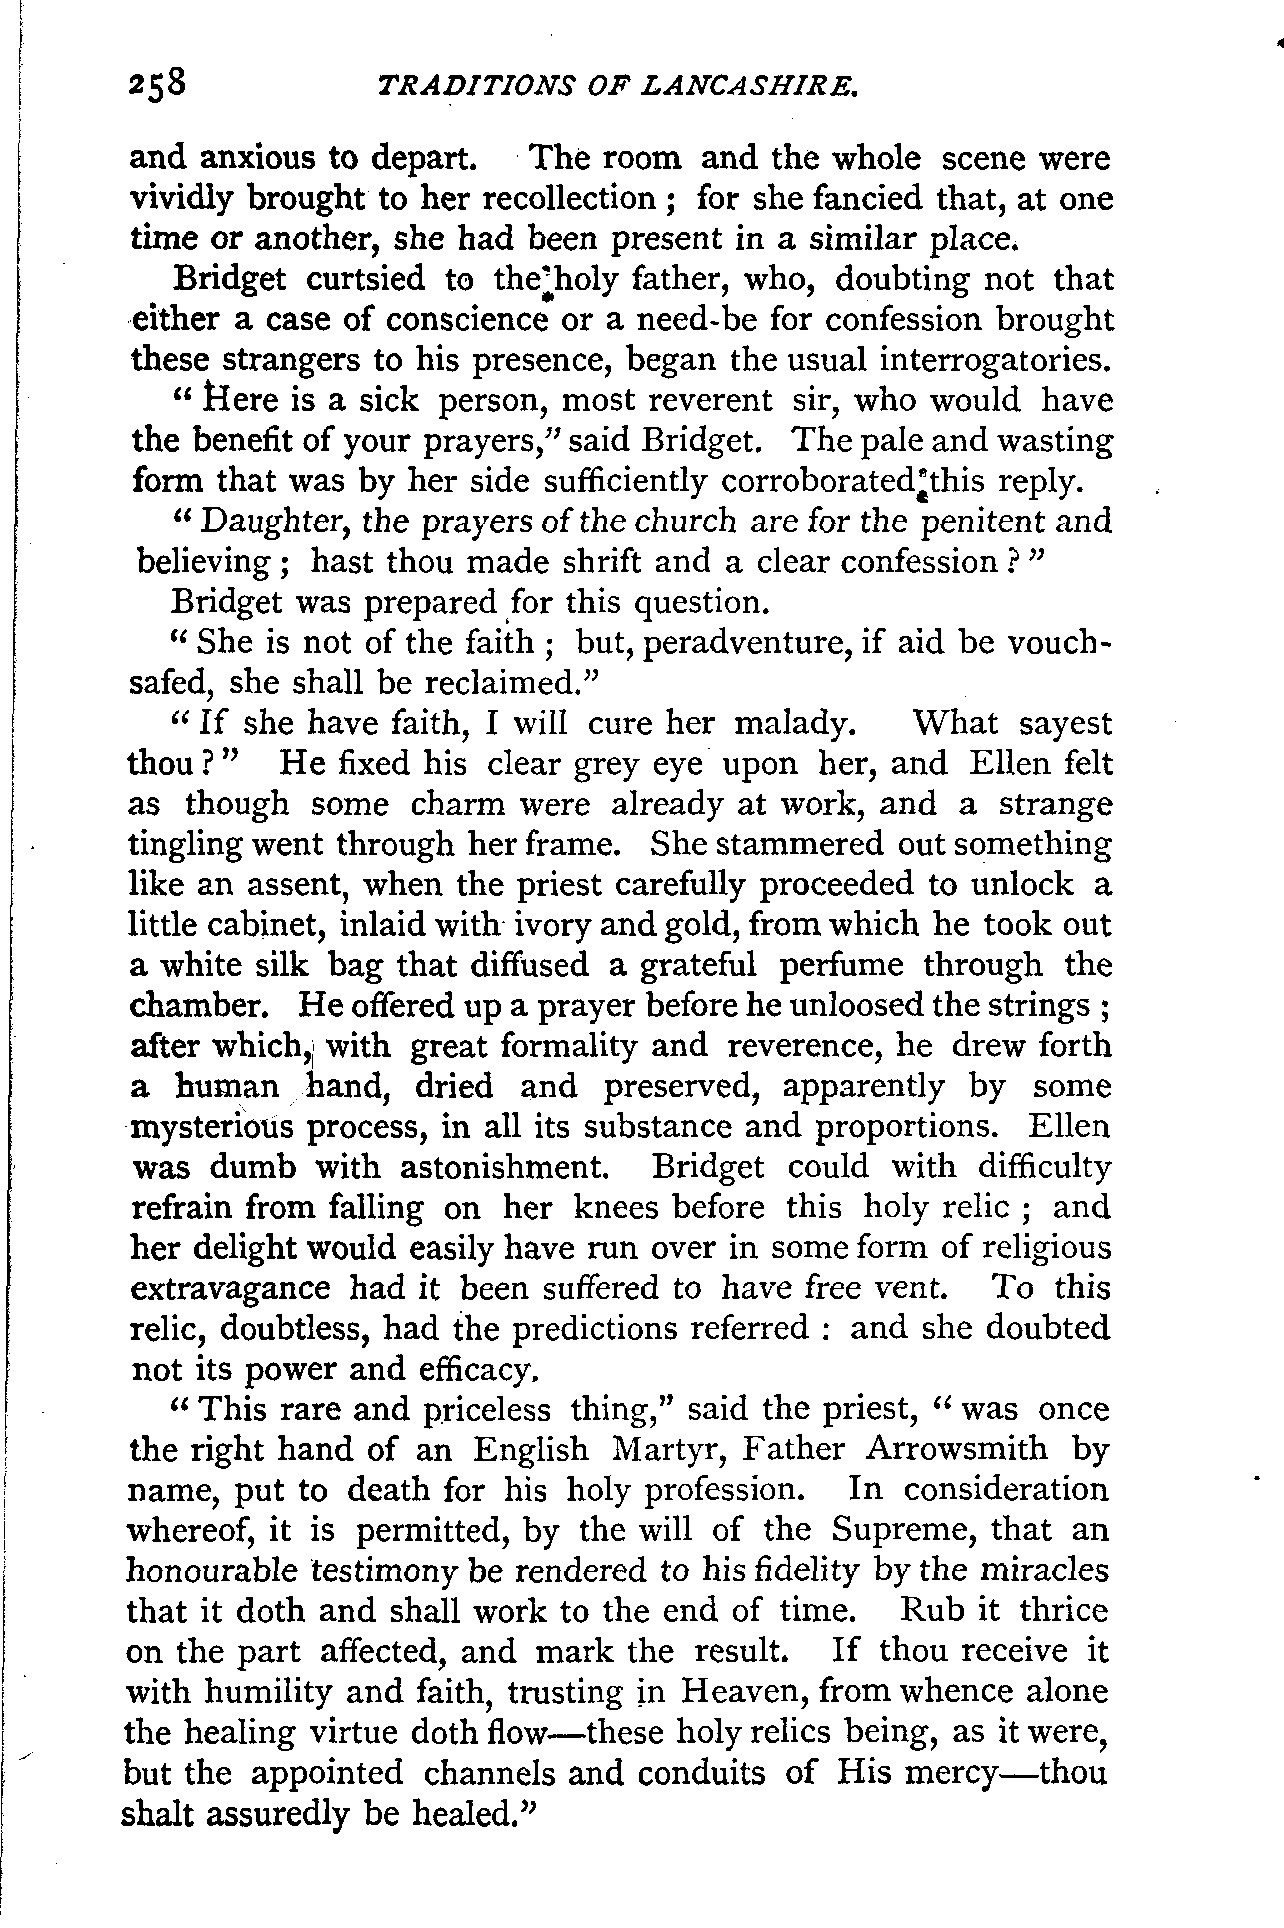 258 TRADITIONS OF LANCASHIRE.
and anxious to depart. The room and the whole scene were
vividly brought to her recollection ; for she fancied that, at one
time or another, she had been present in a similar place.
Bridget curtsied to the holy father, who, doubting not that
either a case of conscience or a need-be for confession brought
these strangers to his presence, began the usual interrogatories.
“ Here is a sick person, most reverent sir, who would have
the benefit of your prayers,” said Bridget. The pale and wasting
form that was by her side sufficiently corroborated this reply.
“ Daughter, the prayers of the church are for the penitent and
believing ; hast thou made shrift and a clear confession ? ”
Bridget was prepared for this question.
“ She is not of the faith ; but, peradventure, if aid be vouch-
safed, she shall be reclaimed.”
“ If she have faith, I will cure her malady. What sayest
thou ? ” He fixed his clear grey eye upon her, and Ellen felt
as though some charm were already at work, and a strange
tingling went through her frame. She stammered out something
like an assent, when the priest carefully proceeded to unlock a
little cabinet, inlaid with ivory and gold, from which he took out
a white silk bag that diffused a grateful perfume through the
chamber. He offered up a prayer before he unloosed the strings ;
after which, with great formality and reverence, he drew forth
a human hand, dried and preserved, apparently by some
mysterious process, in all its substance and proportions. Ellen
was dumb with astonishment. Bridget could with difficulty
refrain from falling on her knees before this holy relic ; and
her delight would easily have run over in some form of religious
extravagance had it been suffered to have free vent. To this
relic, doubtless, had the predictions referred : and she doubted
not its power and efficacy.
“ This rare and priceless thing,” said the priest, “ was once
the right hand of an English Martyr, Father Arrowsmith by
name, put to death for his holy profession. In consideration
whereof, it is permitted, by the will of the Supreme, that an
honourable testimony be rendered to his fidelity by the miracles
that it doth and shall work to the end of time. Rub it thrice
on the part affected, and mark the result. If thou receive it
with humility and faith, trusting in Heaven, from whence alone
the healing virtue doth flow—these holy relics being, as it were,
but the appointed channels and conduits of His mercy—thou
shalt assuredly be healed.”